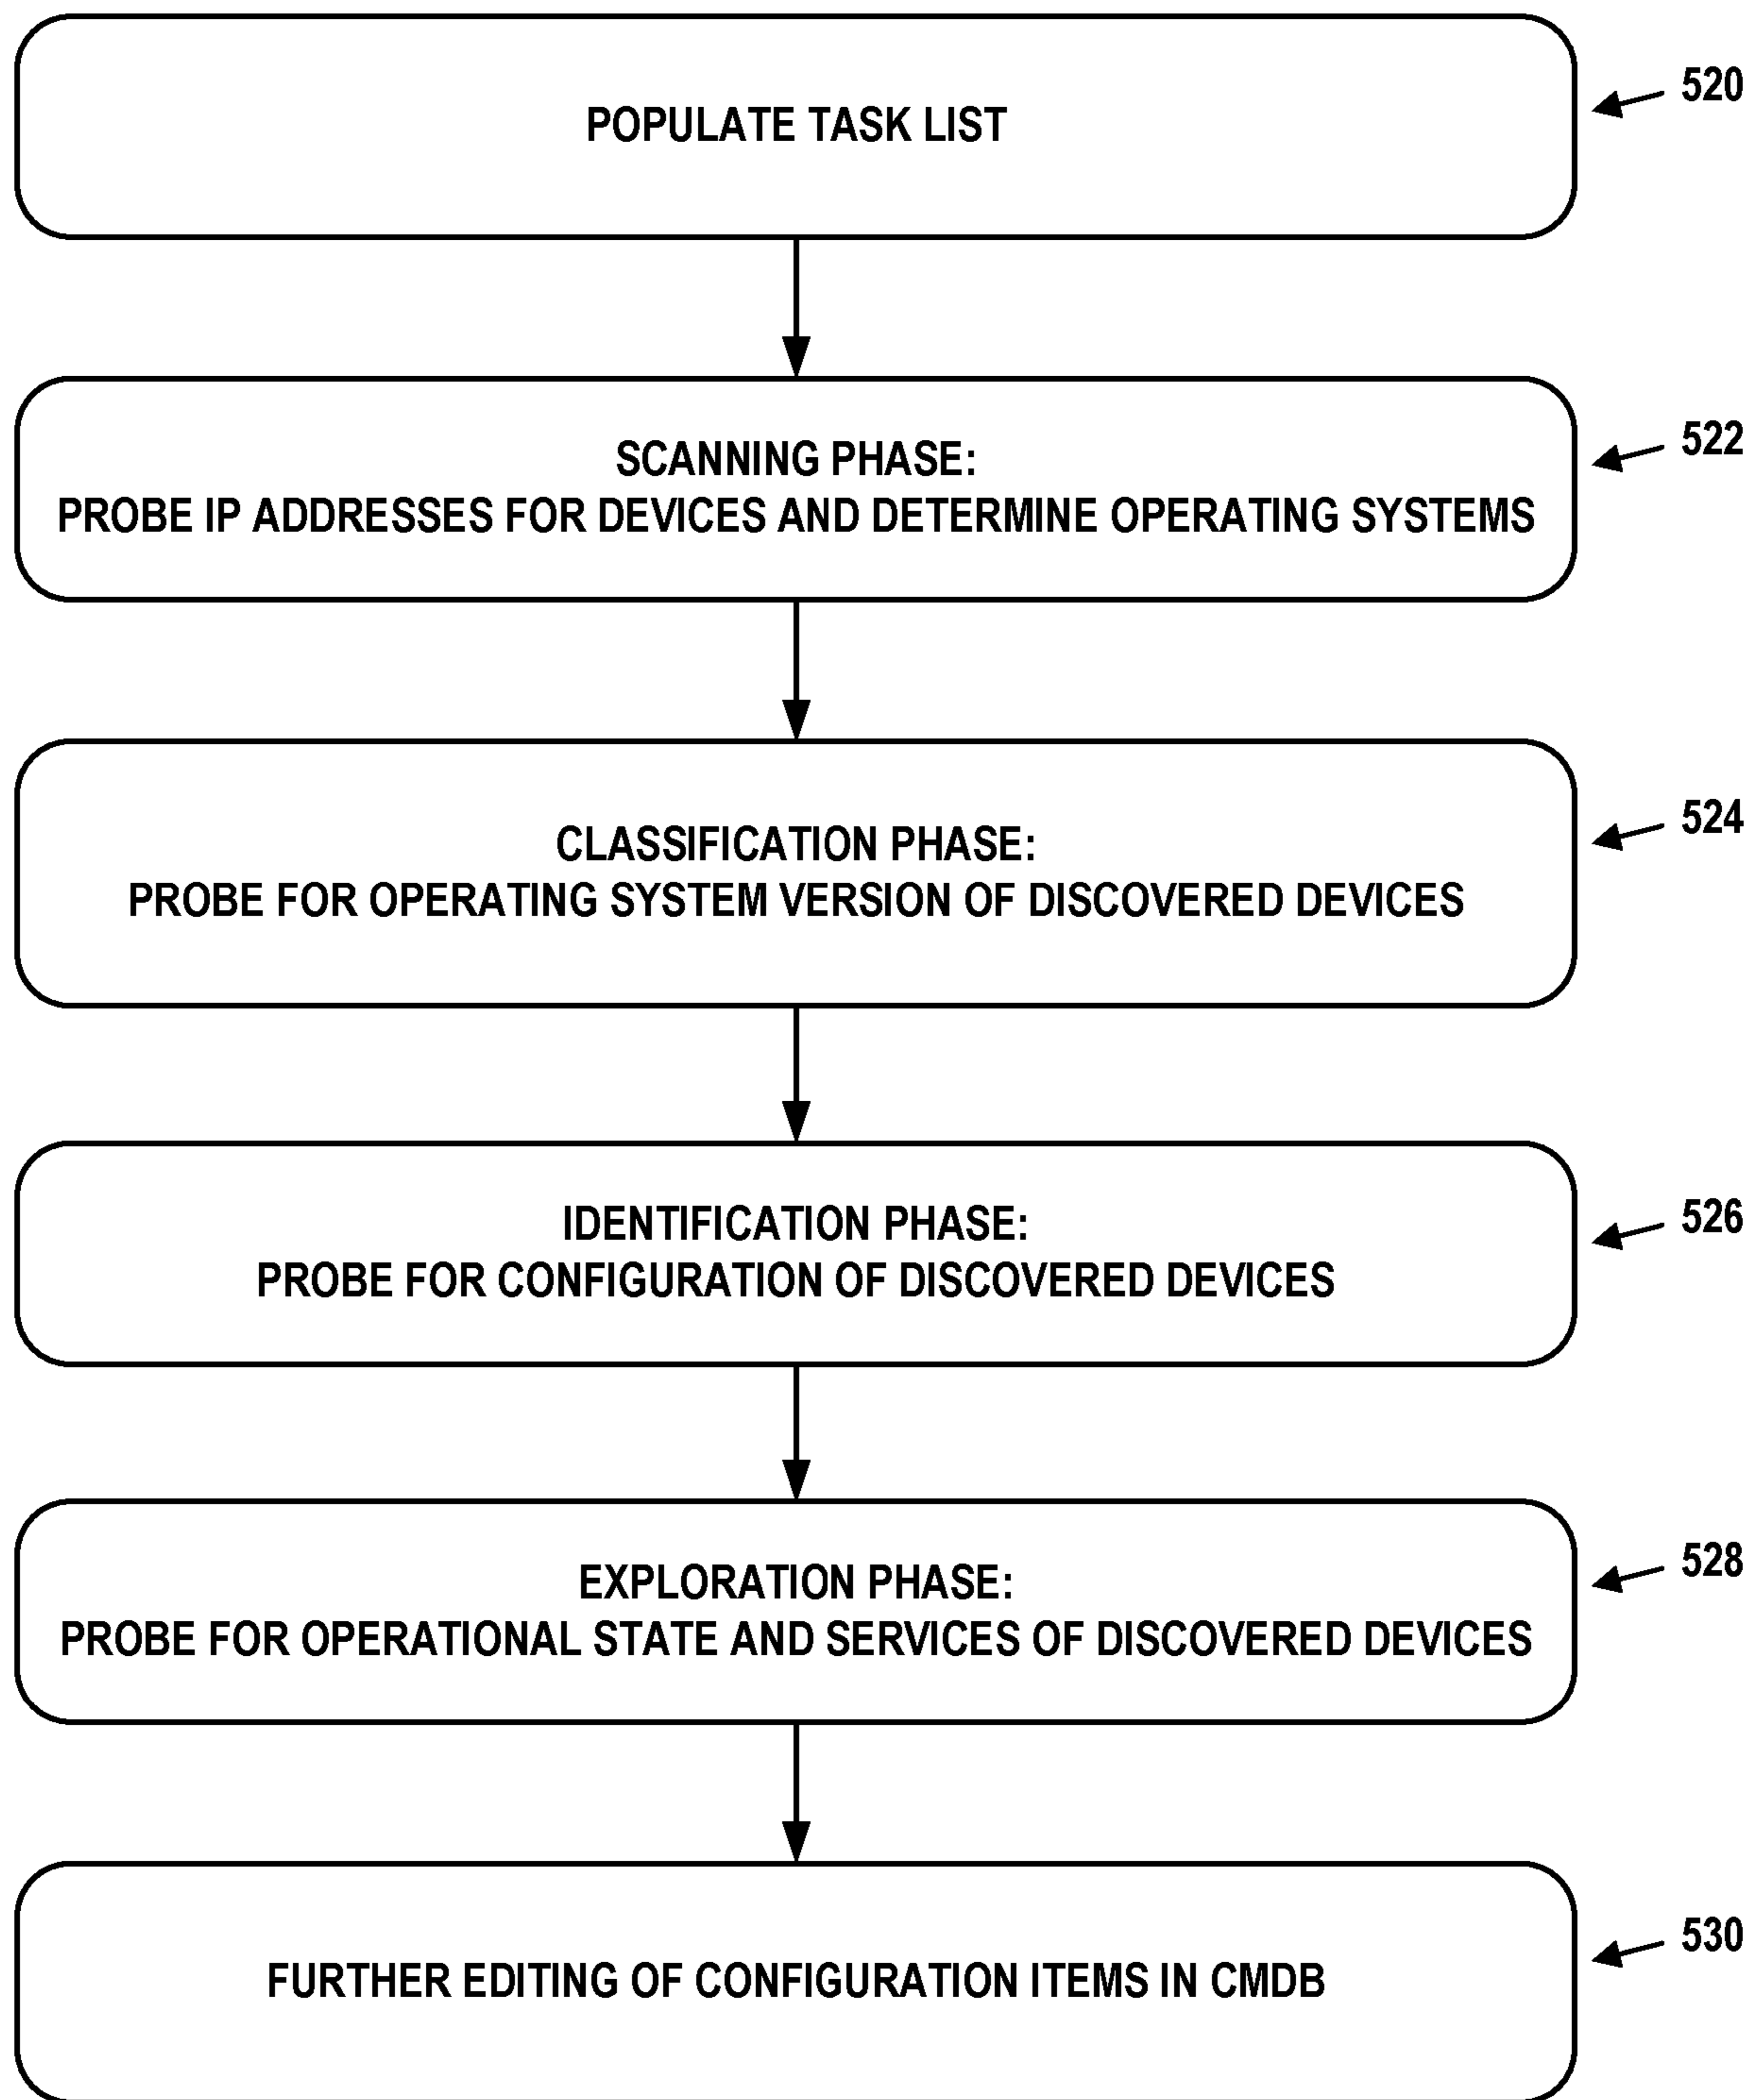 POPULATE TASK LIST
520
SCANNING PHASE:
PROBE IP ADDRESSES FOR DEVICES AND DETERMINE OPERATING SYSTEMS
522
CLASSIFICATION PHASE:
PROBE FOR OPERATING SYSTEM VERSION OF DISCOVERED DEVICES
524
IDENTIFICATION PHASE:
PROBE FOR CONFIGURATION OF DISCOVERED DEVICES
526
EXPLORATION PHASE:
PROBE FOR OPERATIONAL STATE AND SERVICES OF DISCOVERED DEVICES
528
FURTHER EDITING OF CONFIGURATION ITEMS IN CMDB
530